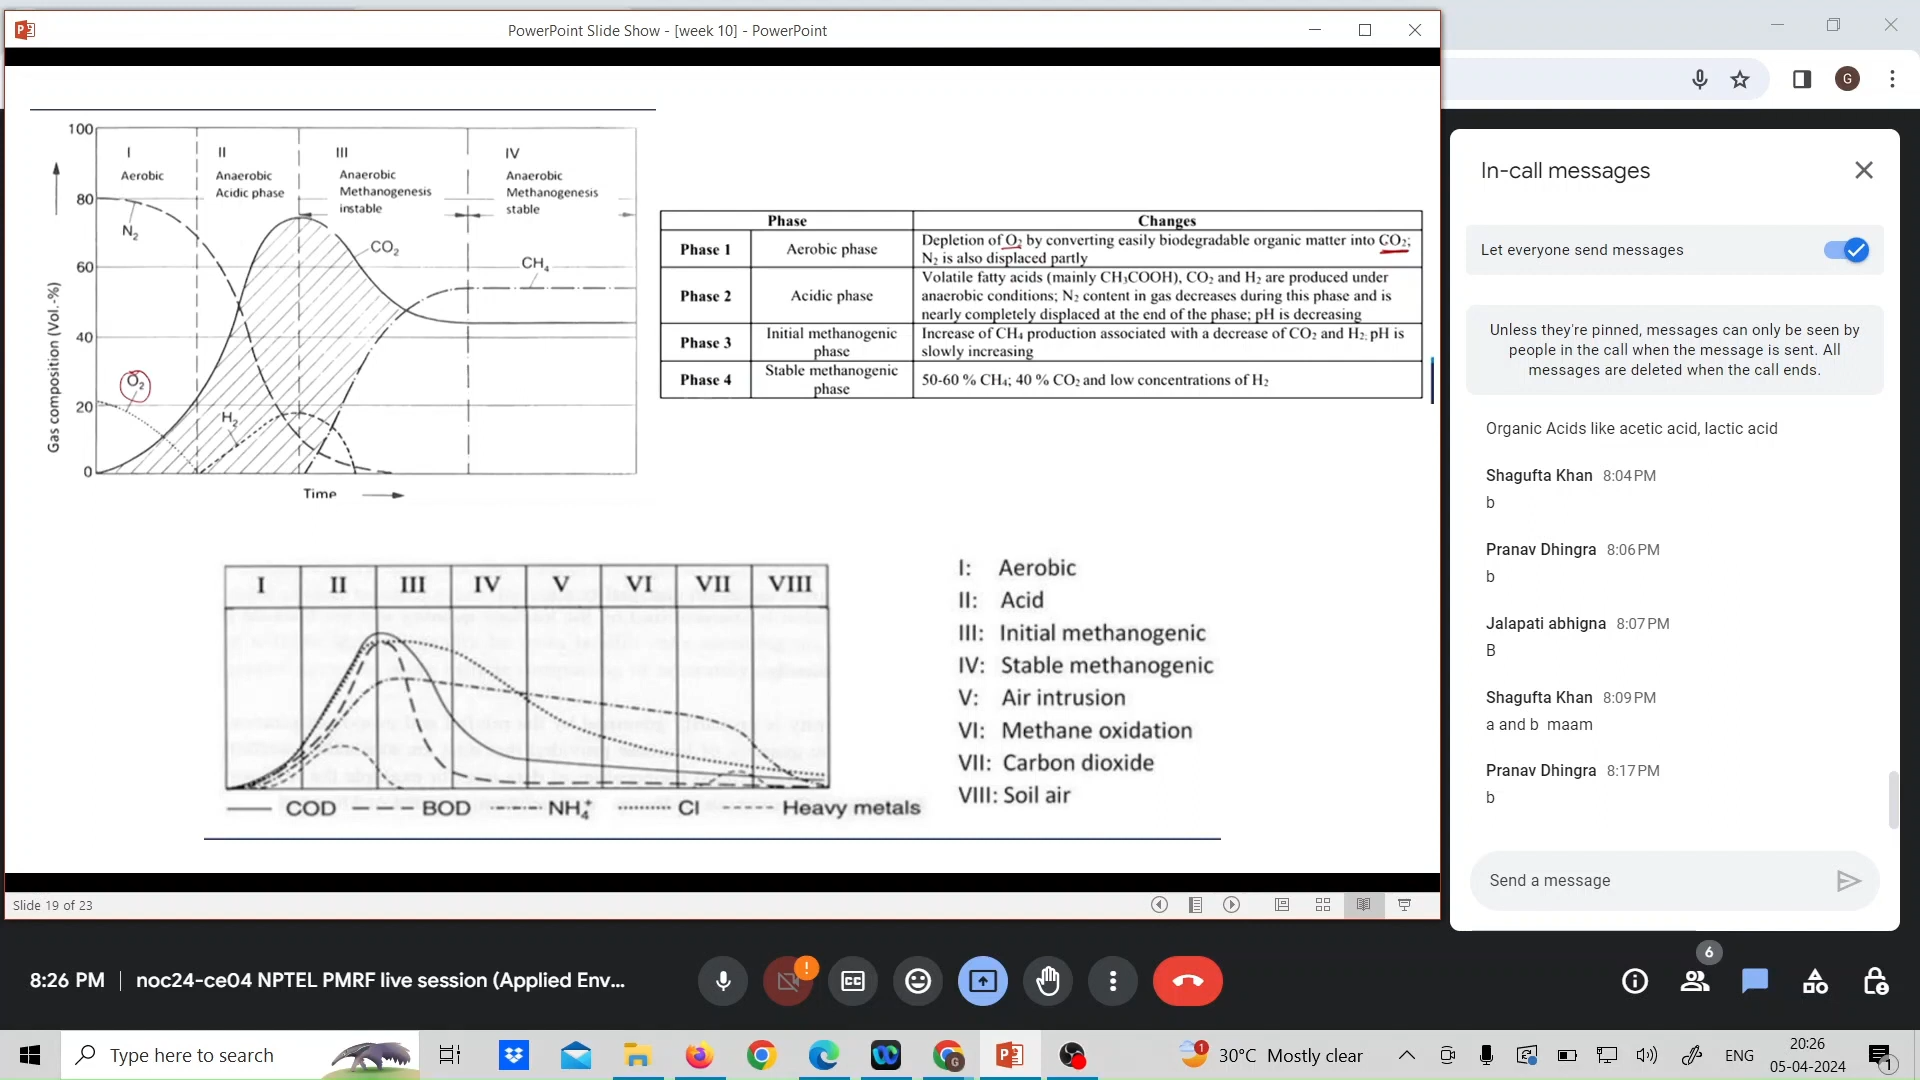 PowerPoint Slide Show - [week 10] - PowerPoint
100
80
60
40
20
0
Gas composition (Vol.-%)
I
Aerobic
II
Anaerobic
Acidic phase
III
Anaerobic
Methanogenesis
instable
IV
Anaerobic
Methanogenesis
stable
N2
CO2
CH4
O2
H2
Time
Phase Changes
Phase 1 Aerobic phase Depletion of O2 by converting easily biodegradable organic matter into CO2;
N2 is also displaced partly
Phase 2 Acidic phase Volatile fatty acids (mainly CH3COOH), CO2 and H2 are produced under
anaerobic conditions; N2 content in gas decreases during this phase and is
nearly completely displaced at the end of the phase; pH is decreasing
Phase 3 Initial methanogenic phase Increase of CH4 production associated with a decrease of CO2 and H2; pH is
slowly increasing
Phase 4 Stable methanogenic phase 50-60 % CH4; 40 % CO2 and low concentrations of H2
I II III IV V VI VII VIII
COD BOD NH4+ Cl Heavy metals
I: Aerobic
II: Acid
III: Initial methanogenic
IV: Stable methanogenic
V: Air intrusion
VI: Methane oxidation
VII: Carbon dioxide
VIII: Soil air
Slide 19 of 23
G
In-call messages
Let everyone send messages
Unless they're pinned, messages can only be seen by
people in the call when the message is sent. All
messages are deleted when the call ends.
Organic Acids like acetic acid, lactic acid
Shagufta Khan 8:04 PM
b
Pranav Dhingra 8:06 PM
b
Jalapati abhigna 8:07 PM
B
Shagufta Khan 8:09 PM
a and b maam
Pranav Dhingra 8:17 PM
b
Send a message
8:26 PM | noc24-ce04 NPTEL PMRF live session (Applied Env...
6
Type here to search
30°C Mostly clear
ENG
20:26
05-04-2024
1